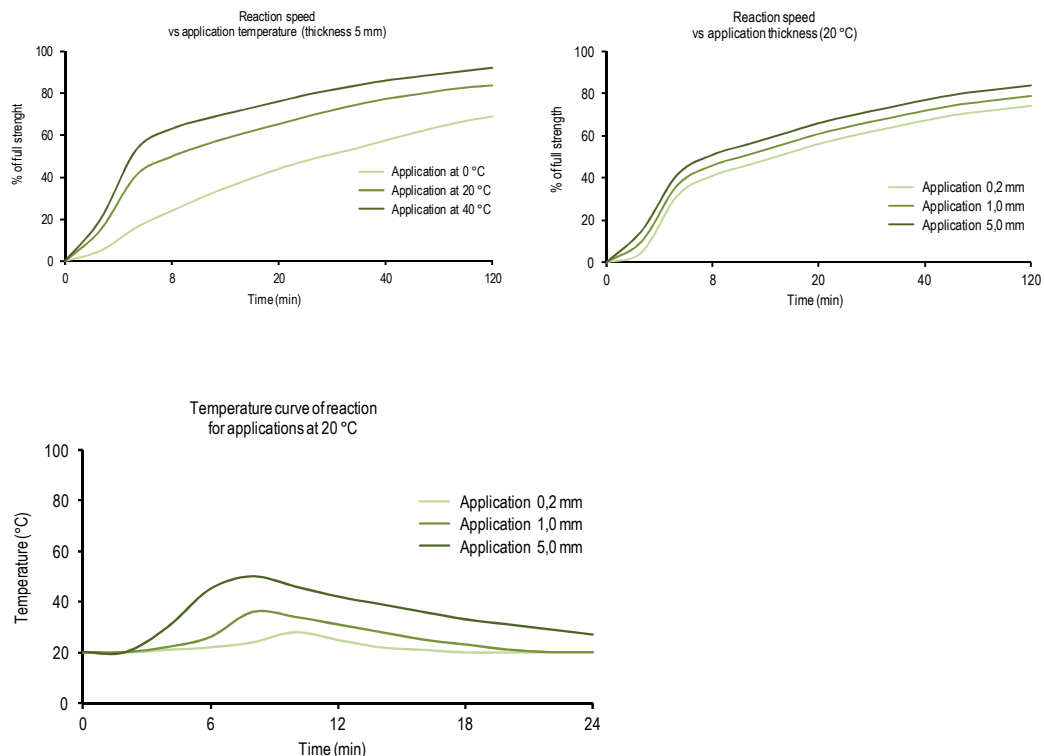 Reaction speed
vs application temperature (thickness 5 mm)
% of full strenght
100
80
60
40
20
0
Application at 0 °C
Application at 20 °C
Application at 40 °C
0 8 20 40 120
Time (min)
Reaction speed
vs application thickness (20 °C)
% of full strength
100
80
60
40
20
0
Application 0,2 mm
Application 1,0 mm
Application 5,0 mm
0 8 20 40 120
Time (min)
Temperature curve of reaction
for applications at 20 °C
Temperature (°C)
100
80
60
40
20
0
Application 0,2 mm
Application 1,0 mm
Application 5,0 mm
0 6 12 18 24
Time (min)